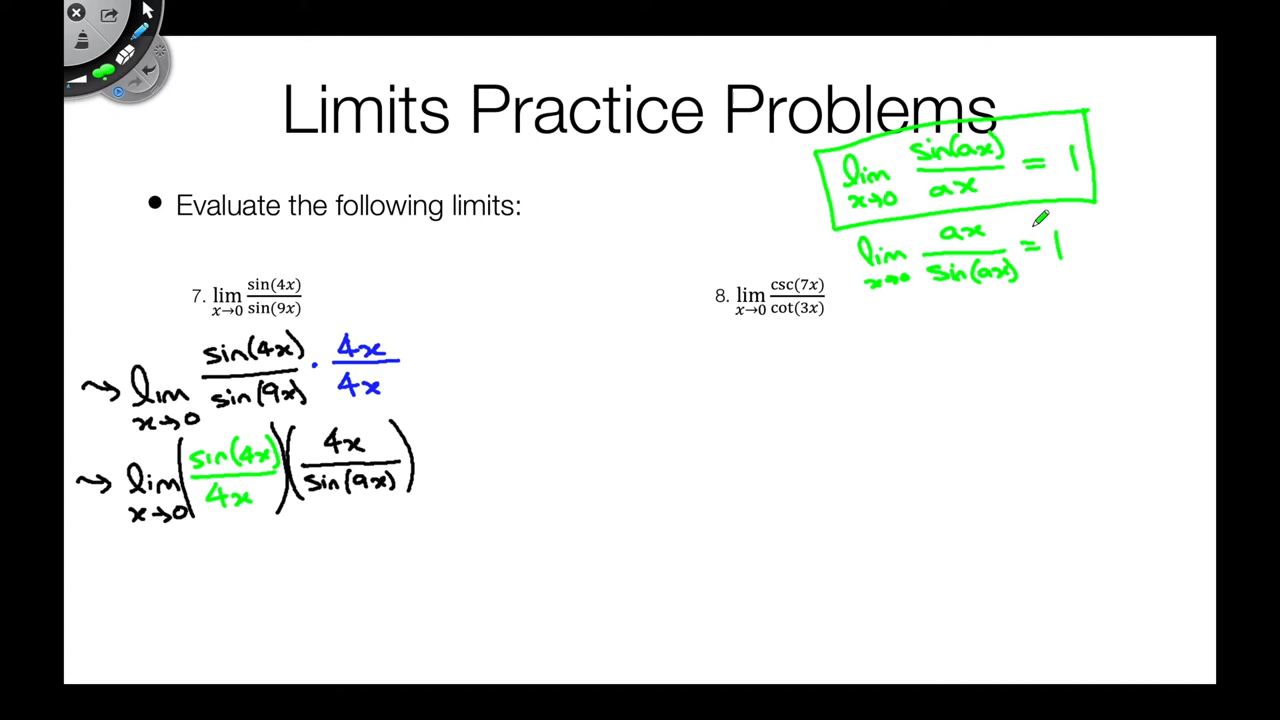 Limits Practice Problems
lim x→0 sin(ax)/ax = 1
• Evaluate the following limits:
lim x→0 ax/sin(ax) = 1
7. lim x→0 sin(4x)/sin(9x)
8. lim x→0 csc(7x)/cot(3x)
⇝ lim x→0 sin(4x)/sin(9x) · 4x/4x
⇝ lim x→0 (sin(4x)/4x)(4x/sin(9x))